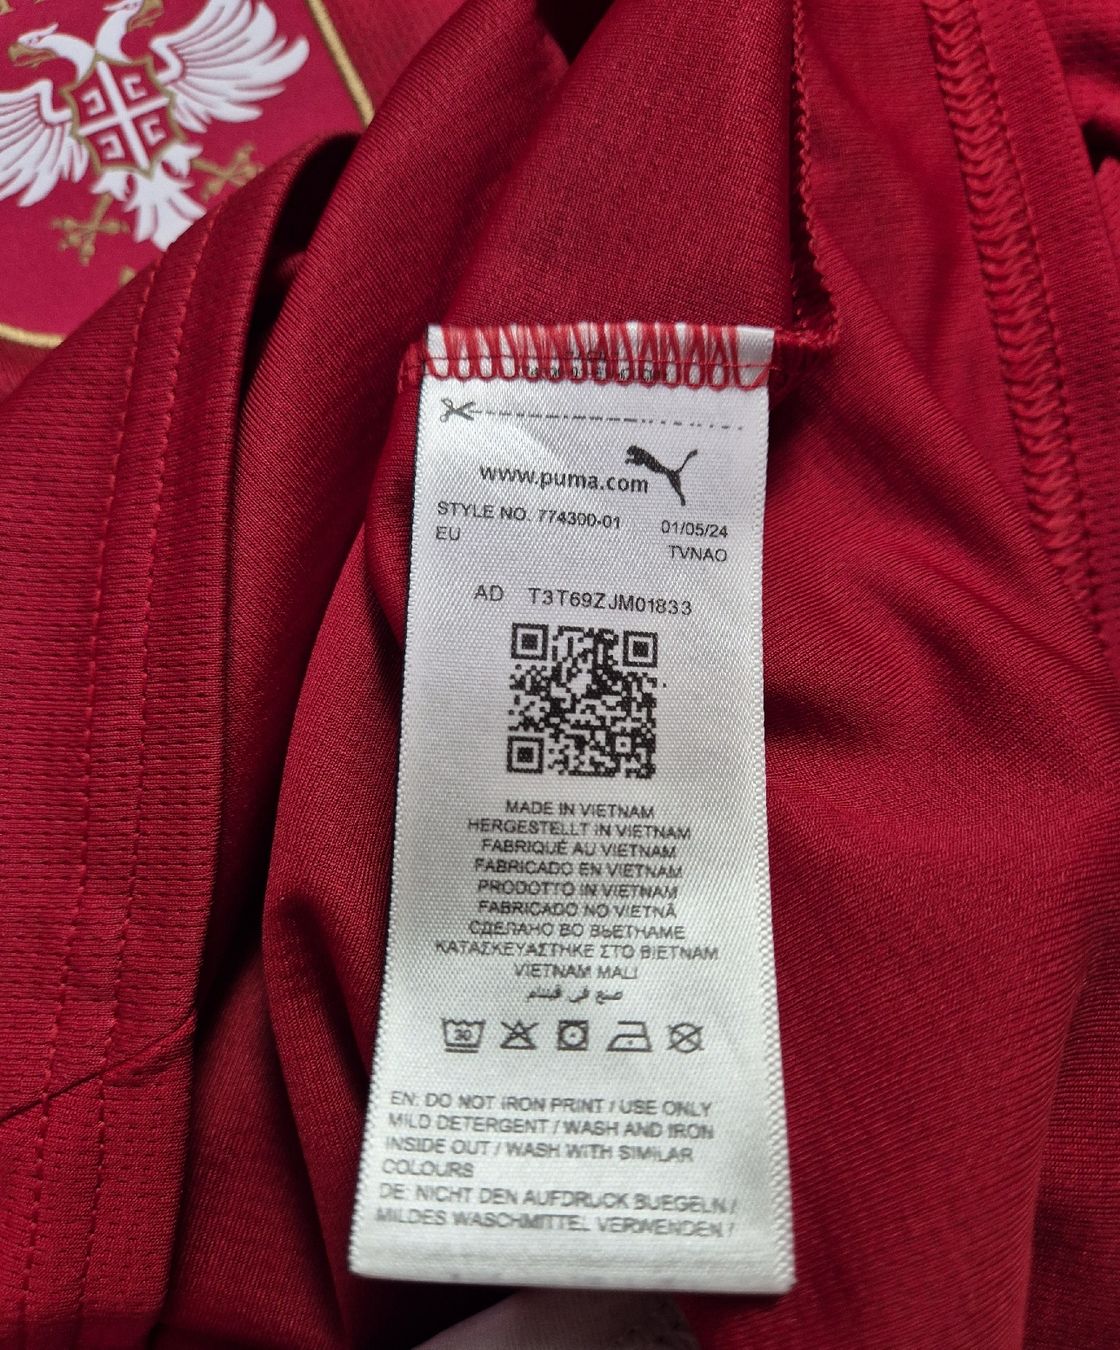 www.puma.com
STYLE NO. 774300-01 01/05/24
EU TVNAO
AD T3T69ZJM01833
MADE IN VIETNAM
HERGESTELLT IN VIETNAM
FABRIQUÉ AU VIETNAM
FABRICADO EN VIETNAM
PRODOTTO IN VIETNAM
FABRICADO NO VIETNÃ
СДЕЛАНО ВО ВЬЕТНАМЕ
ΚΑΤΑΣΚΕΥΑΣΤΗΚΕ ΣΤΟ ΒΙΕΤΝΑΜ
VIETNAM MALI
صنع في فيتنام
30
EN: DO NOT IRON PRINT / USE ONLY
MILD DETERGENT / WASH AND IRON
INSIDE OUT / WASH WITH SIMILAR
COLOURS
DE: NICHT DEN AUFDRUCK BUEGELN /
MILDES WASCHMITTEL VERWENDEN /